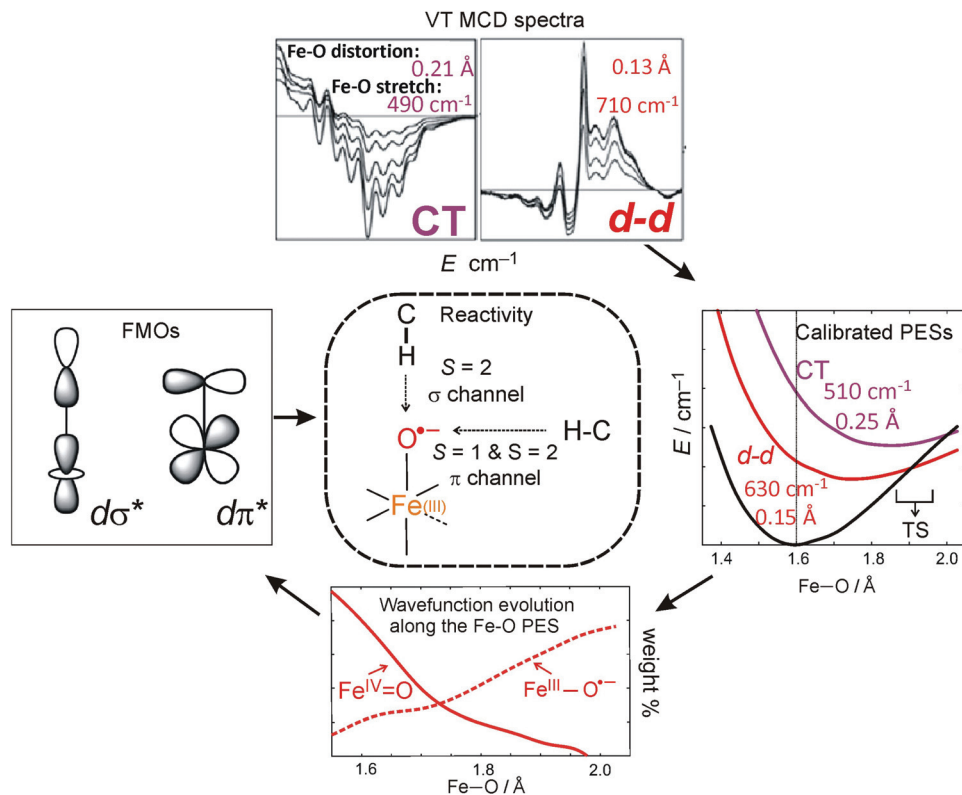 VT MCD spectra
Fe-O distortion:
0.21 Å
Fe-O stretch:
490 cm⁻¹
CT
0.13 Å
710 cm⁻¹
d-d
E cm⁻¹
FMOs
dσ*
dπ*
Reactivity
C
H
S = 2
σ channel
O•−
H-C
S = 1 & S = 2
π channel
Fe(III)
Calibrated PESs
CT
510 cm⁻¹
0.25 Å
d-d
630 cm⁻¹
0.15 Å
TS
E / cm⁻¹
1.4 1.6 1.8 2.0
Fe−O / Å
Wavefunction evolution
along the Fe-O PES
Feᴵⱽ=O
Feᴵᴵᴵ−O•−
weight %
1.6 1.8 2.0
Fe−O / Å